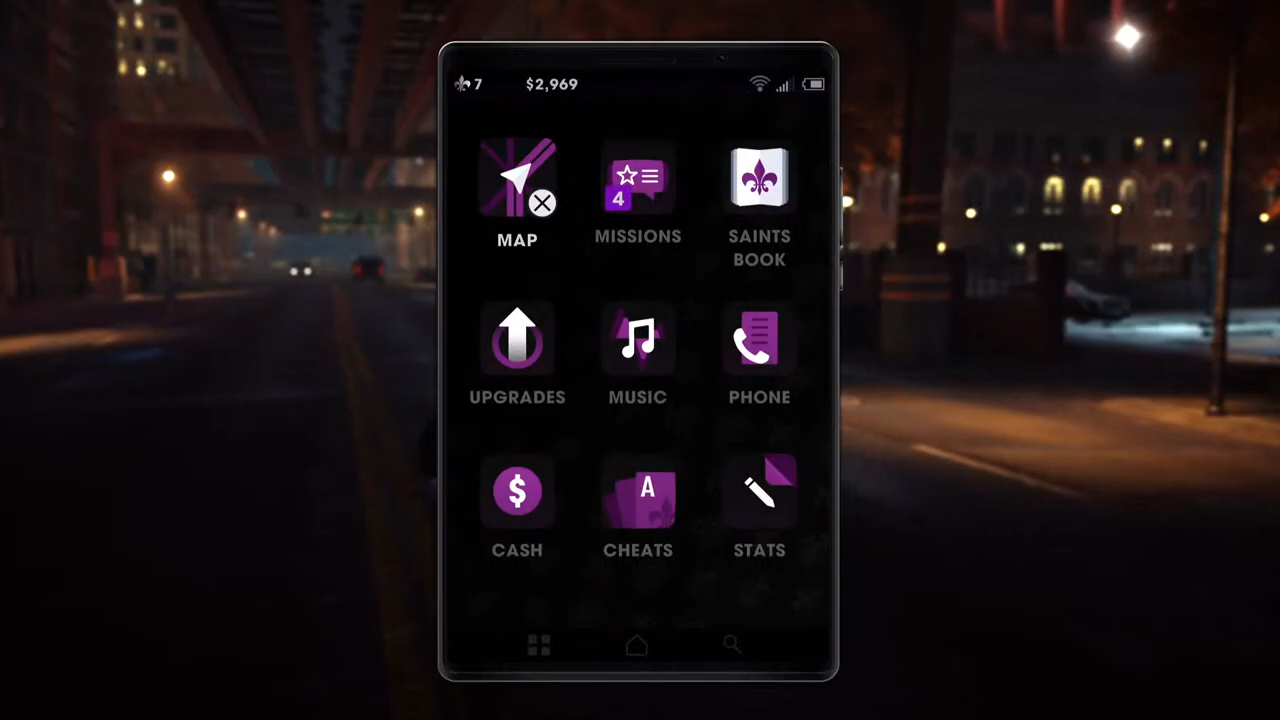 7 $2,969
MAP
4
MISSIONS
SAINTS
BOOK
UPGRADES
MUSIC
PHONE
$
CASH
A
CHEATS
STATS